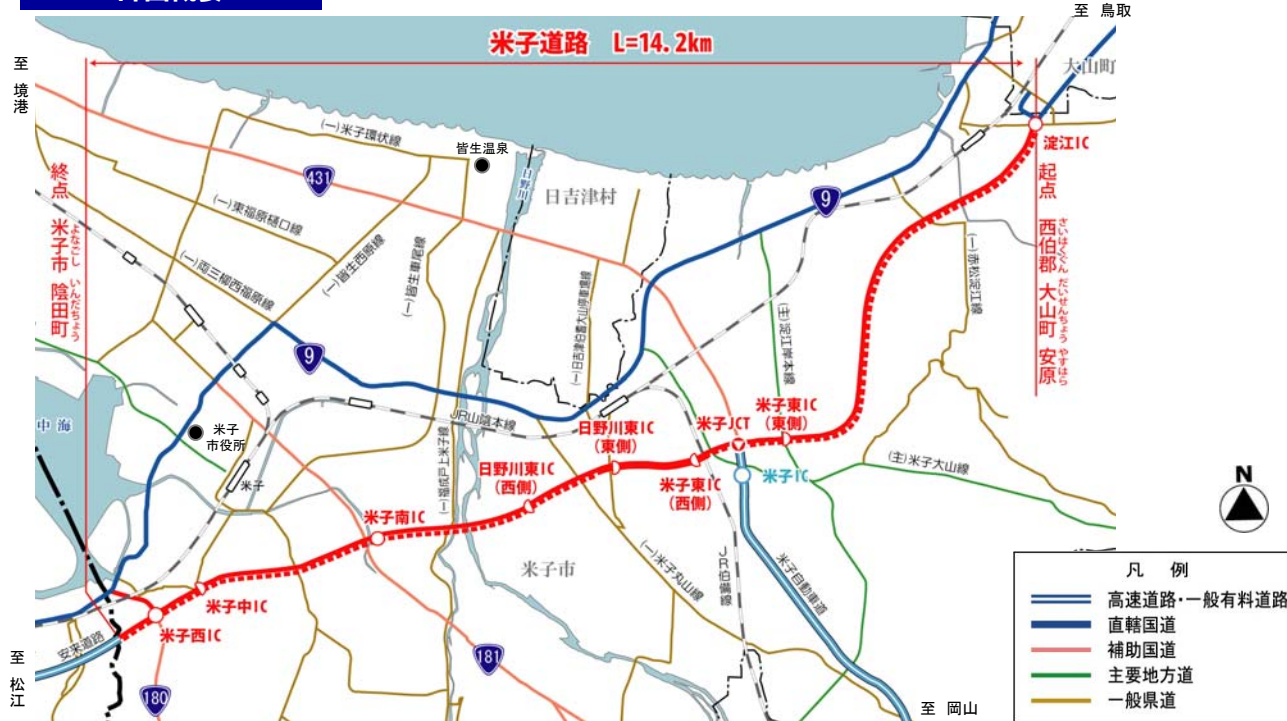 至 鳥取
米子道路 L=14.2km
至 境港
大山町
淀江IC
(一)米子環状線
皆生温泉
431
日野川
日吉津村
9
終点 米子市 陰田町
よなごし いんだちょう
起点 西伯郡 大山町 安原
さいはくぐん だいせんちょう やすはら
(一)東福原樋口線
(一)両三柳西福原線
(一)皆生西原線
(一)皆生車尾線
(一)日吉津伯耆大山停車場線
(主)淀江岸本線
(一)赤松淀江線
9
中海
米子市役所
JR山陰本線
米子
(一)福成戸上米子線
日野川東IC
(東側)
米子JCT
米子東IC
(東側)
日野川東IC
(西側)
米子東IC
(西側)
米子IC
(主)米子大山線
米子南IC
米子市
(一)米子丸山線
JR伯備線
米子自動車道
米子中IC
米子西IC
安来道路
至 松江
180
181
至 岡山
N
凡 例
高速道路・一般有料道路
直轄国道
補助国道
主要地方道
一般県道